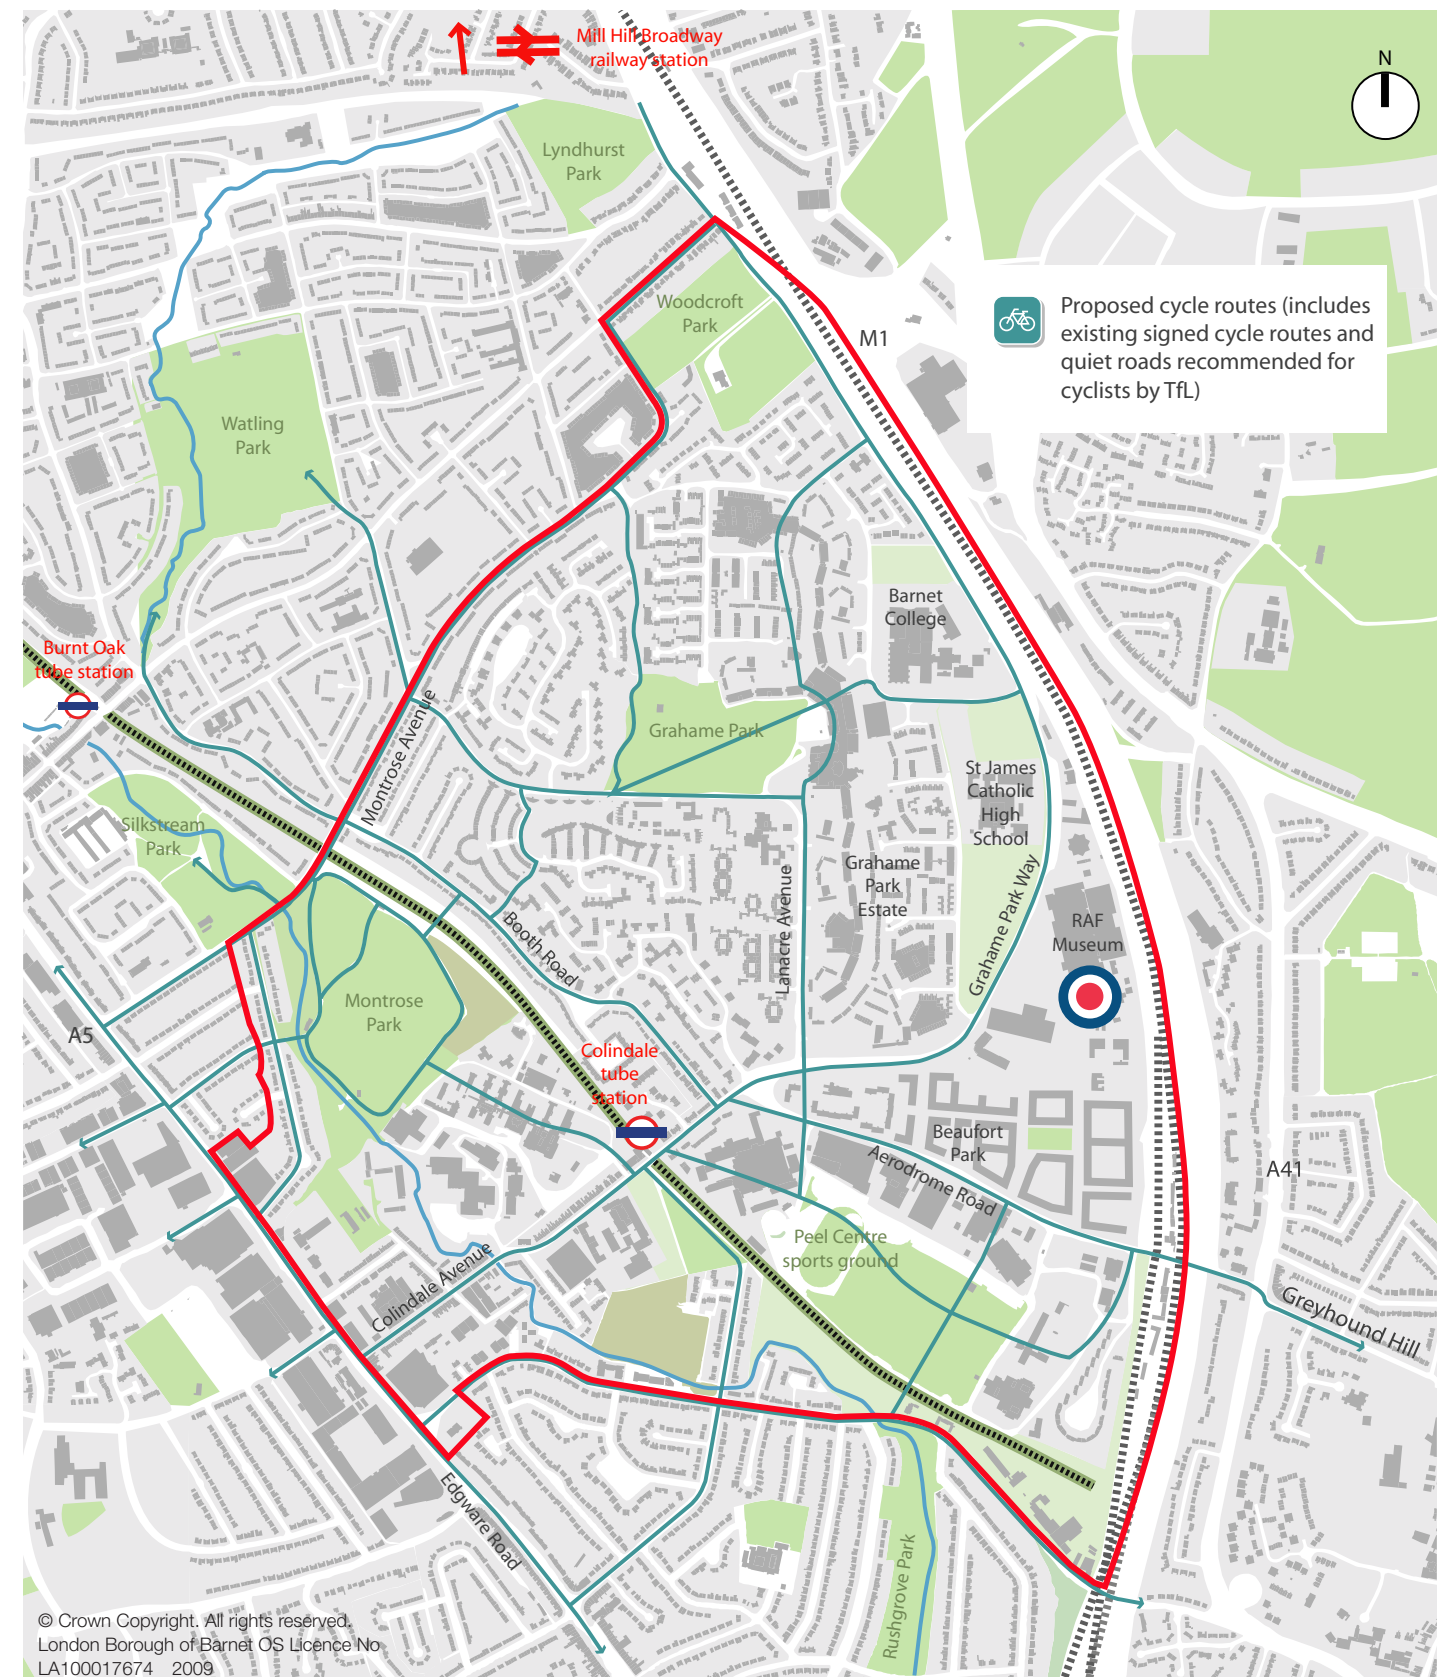 Mill Hill Broadway
railway station
N
Lyndhurst
Park
Woodcroft
Park
M1
Proposed cycle routes (includes
existing signed cycle routes and
quiet roads recommended for
cyclists by TfL)
Watling
Park
Barnet
College
Burnt Oak
tube station
Montrose Avenue
Grahame Park
St James
Catholic
High
School
Silkstream
Park
Grahame
Park
Estate
Lanacre Avenue
Grahame Park Way
RAF
Museum
Booth Road
Montrose
Park
A5
Colindale
tube
station
Beaufort
Park
Aerodrome Road
A41
Peel Centre
sports ground
Colindale Avenue
Greyhound Hill
Edgware Road
Rushgrove Park
© Crown Copyright. All rights reserved.
London Borough of Barnet OS Licence No
LA100017674 2009